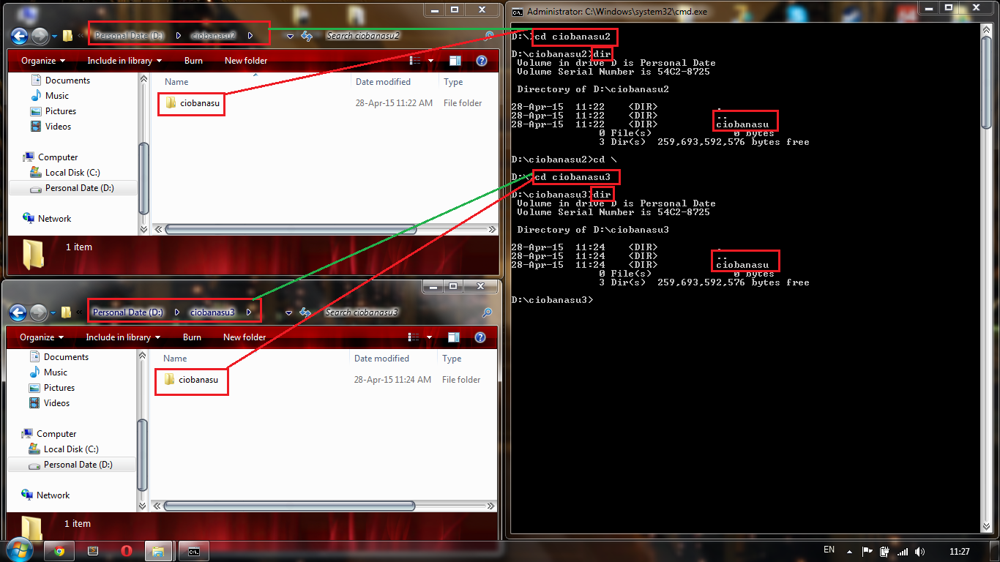 Personal Date (D:) ciobanasu2 Search ciobanasu2
Organize Include in library Burn New folder
Name Date modified Type
Documents
Music
Pictures
Videos
Computer
Local Disk (C:)
Personal Date (D:)
Network
ciobanasu 28-Apr-15 11:22 AM File folder
1 item
Personal Date (D:) ciobanasu3 Search ciobanasu3
Organize Include in library Burn New folder
Name Date modified Type
Documents
Music
Pictures
Videos
Computer
Local Disk (C:)
Personal Date (D:)
Network
ciobanasu 28-Apr-15 11:24 AM File folder
1 item
Administrator: C:\Windows\system32\cmd.exe
D:\>cd ciobanasu2
D:\ciobanasu2>dir
Volume in drive D is Personal Date
Volume Serial Number is 54C2-8725
Directory of D:\ciobanasu2
28-Apr-15 11:22 <DIR> .
28-Apr-15 11:22 <DIR> ..
28-Apr-15 11:22 <DIR> ciobanasu
0 File(s) 0 bytes
3 Dir(s) 259,693,592,576 bytes free
D:\ciobanasu2>cd \
D:\>cd ciobanasu3
D:\ciobanasu3>dir
Volume in drive D is Personal Date
Volume Serial Number is 54C2-8725
Directory of D:\ciobanasu3
28-Apr-15 11:24 <DIR> .
28-Apr-15 11:24 <DIR> ..
28-Apr-15 11:24 <DIR> ciobanasu
0 File(s) 0 bytes
3 Dir(s) 259,693,592,576 bytes free
D:\ciobanasu3>
EN 11:27